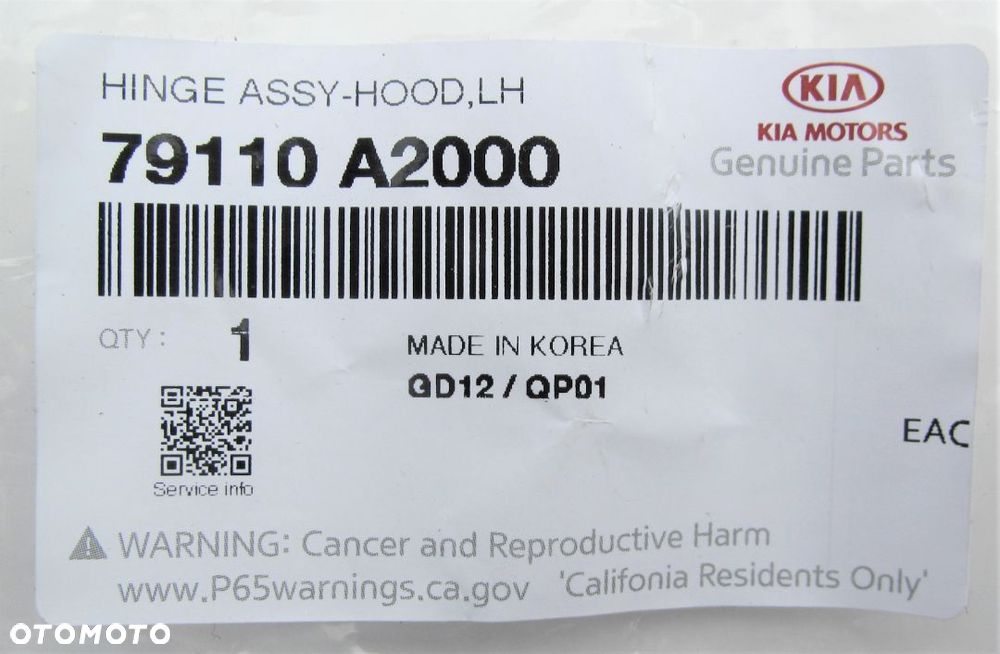 HINGE ASSY-HOOD,LH
KIA
KIA MOTORS
Genuine Parts
79110 A2000
QTY : 1
MADE IN KOREA
GD12 / QP01
EAC
Service info
WARNING: Cancer and Reproductive Harm
www.P65warnings.ca.gov 'Califonia Residents Only'
OTOMOTO